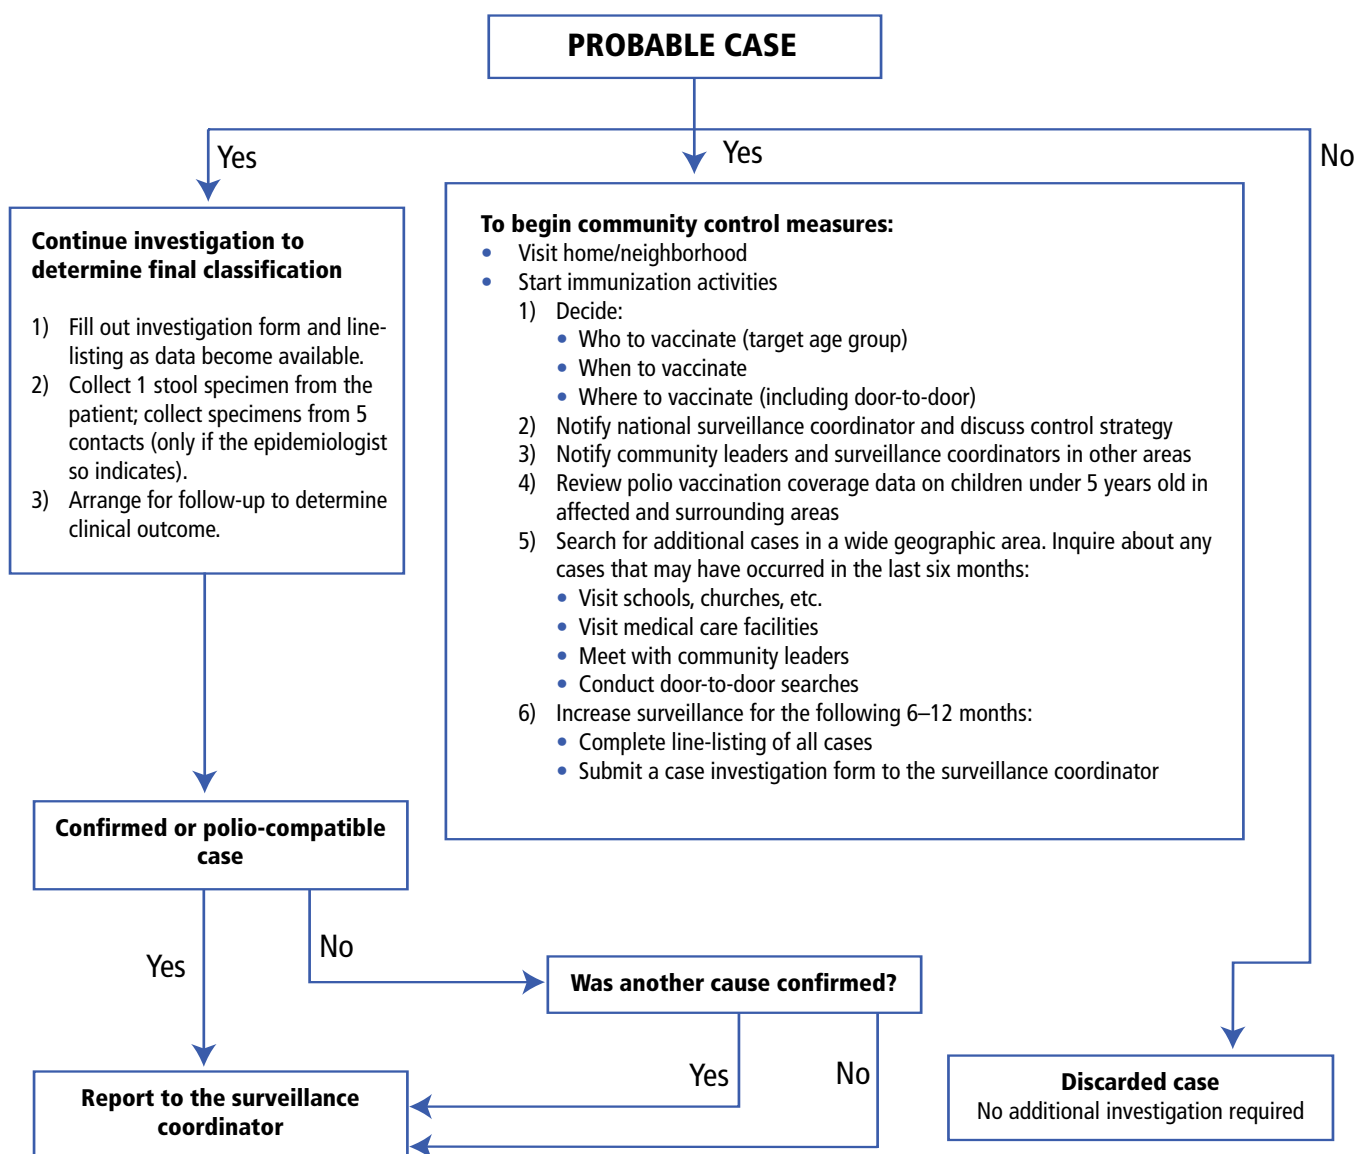 PROBABLE CASE
Yes
Yes
No
Continue investigation to
determine final classification
1) Fill out investigation form and line-
listing as data become available.
2) Collect 1 stool specimen from the
patient; collect specimens from 5
contacts (only if the epidemiologist
so indicates).
3) Arrange for follow-up to determine
clinical outcome.
To begin community control measures:
• Visit home/neighborhood
• Start immunization activities
1) Decide:
• Who to vaccinate (target age group)
• When to vaccinate
• Where to vaccinate (including door-to-door)
2) Notify national surveillance coordinator and discuss control strategy
3) Notify community leaders and surveillance coordinators in other areas
4) Review polio vaccination coverage data on children under 5 years old in
affected and surrounding areas
5) Search for additional cases in a wide geographic area. Inquire about any
cases that may have occurred in the last six months:
• Visit schools, churches, etc.
• Visit medical care facilities
• Meet with community leaders
• Conduct door-to-door searches
6) Increase surveillance for the following 6–12 months:
• Complete line-listing of all cases
• Submit a case investigation form to the surveillance coordinator
Confirmed or polio-compatible
case
Yes
No
Was another cause confirmed?
Yes
No
Report to the surveillance
coordinator
Discarded case
No additional investigation required